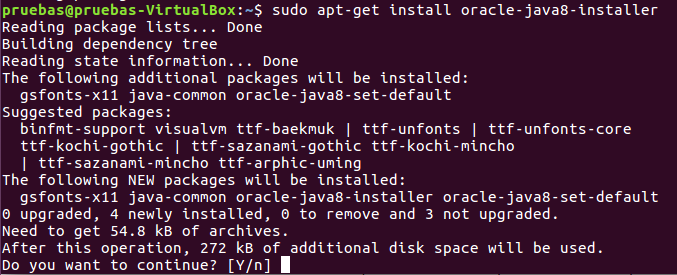 pruebas@pruebas-VirtualBox:~$ sudo apt-get install oracle-java8-installer
Reading package lists... Done
Building dependency tree
Reading state information... Done
The following additional packages will be installed:
  gsfonts-x11 java-common oracle-java8-set-default
Suggested packages:
  binfmt-support visualvm ttf-baekmuk | ttf-unfonts | ttf-unfonts-core
  ttf-kochi-gothic | ttf-sazanami-gothic ttf-kochi-mincho
  | ttf-sazanami-mincho ttf-arphic-uming
The following NEW packages will be installed:
  gsfonts-x11 java-common oracle-java8-installer oracle-java8-set-default
0 upgraded, 4 newly installed, 0 to remove and 3 not upgraded.
Need to get 54.8 kB of archives.
After this operation, 272 kB of additional disk space will be used.
Do you want to continue? [Y/n]